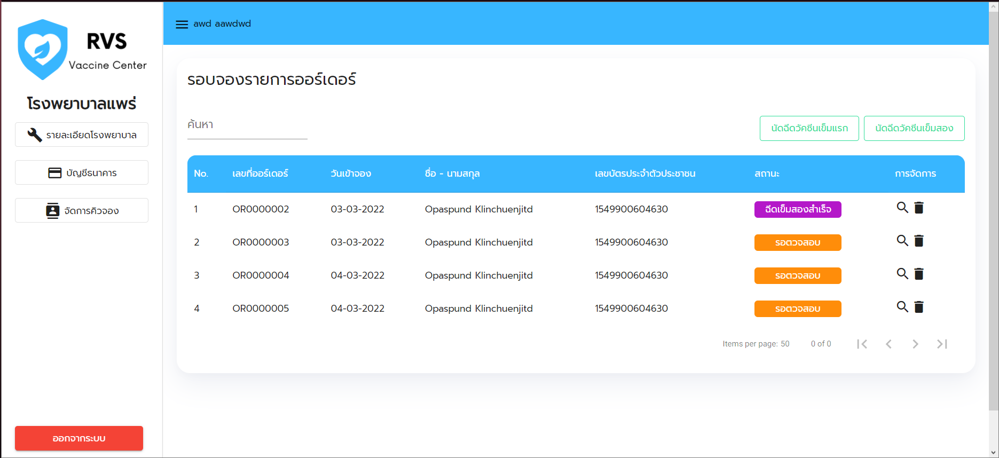 RVS
Vaccine Center
โรงพยาบาลแพร่
รายละเอียดโรงพยาบาล
บัญชีธนาคาร
จัดการคิวจอง
ออกจากระบบ
awd aawdwd
รอบจองรายการออร์เดอร์
ค้นหา
นัดฉีดวัคซีนเข็มแรก นัดฉีดวัคซีนเข็มสอง
No. เลขที่ออร์เดอร์ วันเข้าจอง ชื่อ - นามสกุล เลขบัตรประจำตัวประชาชน สถานะ การจัดการ
1 OR0000002 03-03-2022 Opaspund Klinchuenjitd 1549900604630 ฉีดเข็มสองสำเร็จ
2 OR0000003 03-03-2022 Opaspund Klinchuenjitd 1549900604630 รอตวจสอบ
3 OR0000004 04-03-2022 Opaspund Klinchuenjitd 1549900604630 รอตวจสอบ
4 OR0000005 04-03-2022 Opaspund Klinchuenjitd 1549900604630 รอตวจสอบ
Items per page: 50 0 of 0